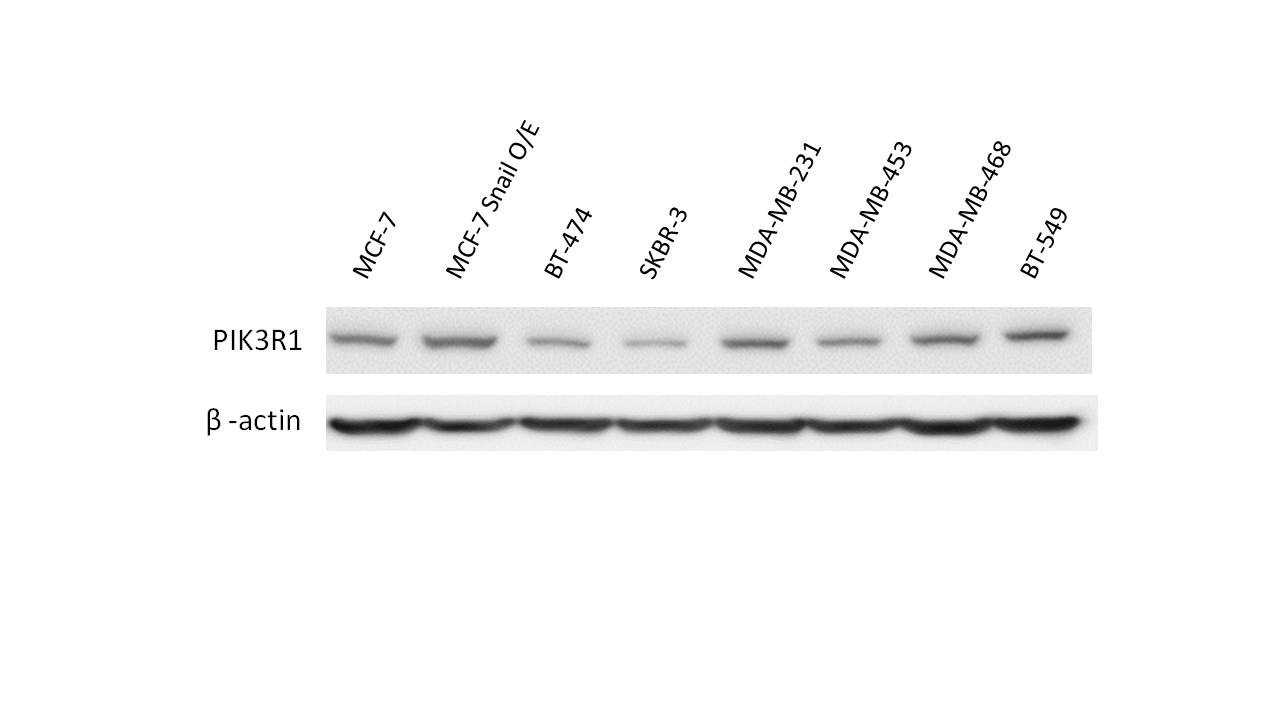 MCF-7
MCF-7 Snail O/E
BT-474
SKBR-3
MDA-MB-231
MDA-MB-453
MDA-MB-468
BT-549
PIK3R1
β -actin